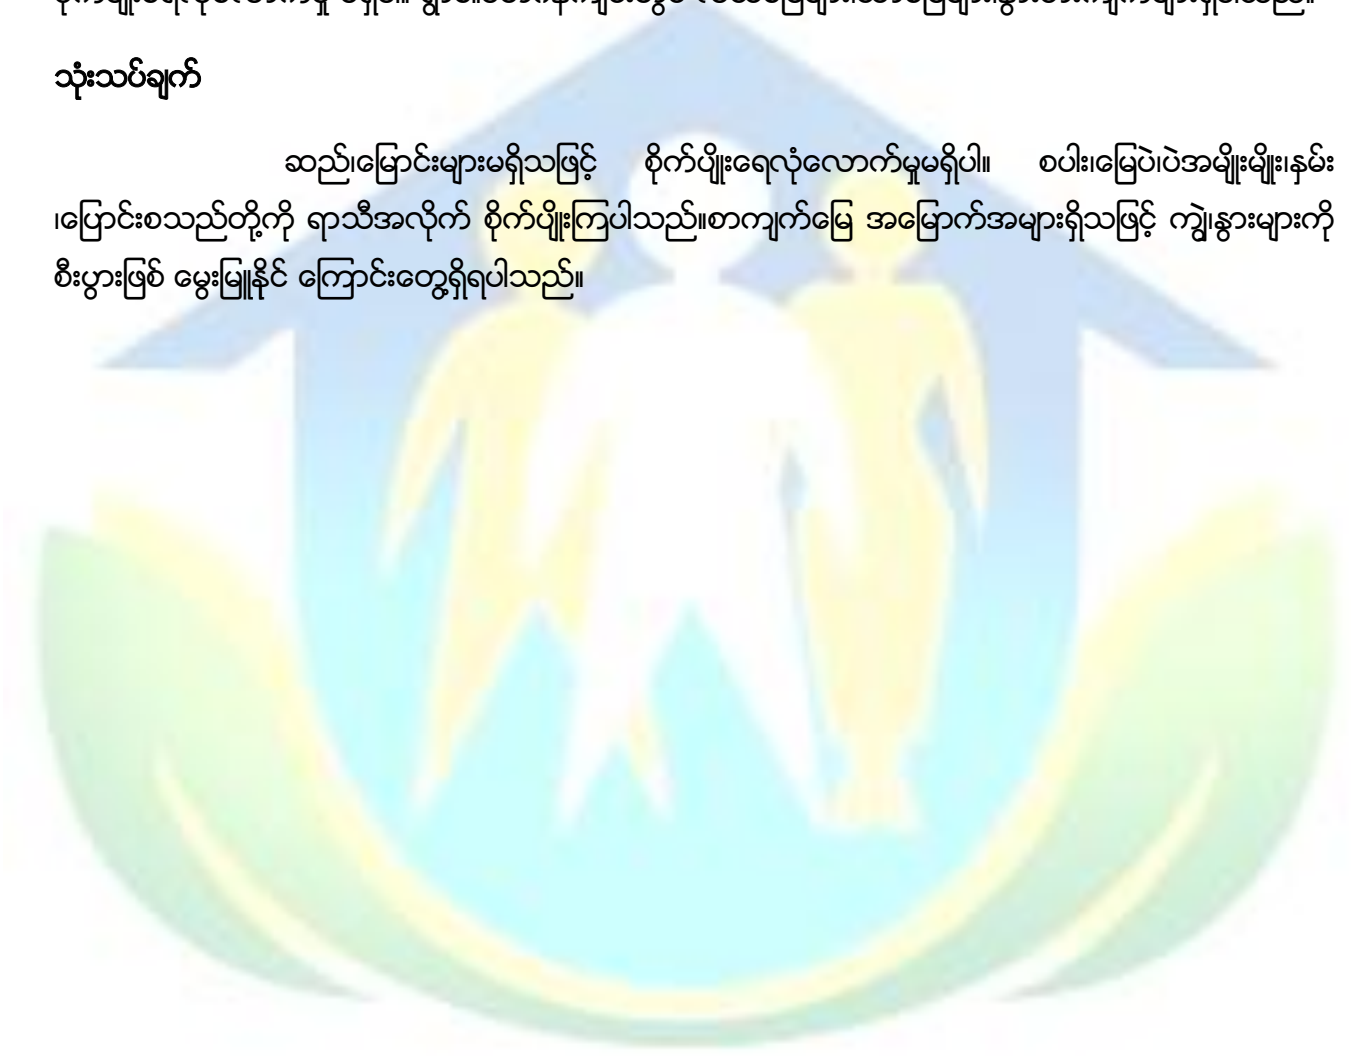 သုံးသပ်ချက်
ဆည်၊မြောင်းများမရှိသဖြင့် စိုက်ပျိုးရေလုံလောက်မှုမရှိပါ။ စပါး၊မြေပဲ၊ပဲအမျိုးမျိုး၊နှမ်း
၊ပြောင်းစသည်တို့ကို ရာသီအလိုက် စိုက်ပျိုးကြပါသည်။စာကျက်မြေ အမြောက်အများရှိသဖြင့် ကျွဲ၊နွားများကို
စီးပွားဖြစ် မွေးမြူနိုင် ကြောင်းတွေ့ရှိရပါသည်။